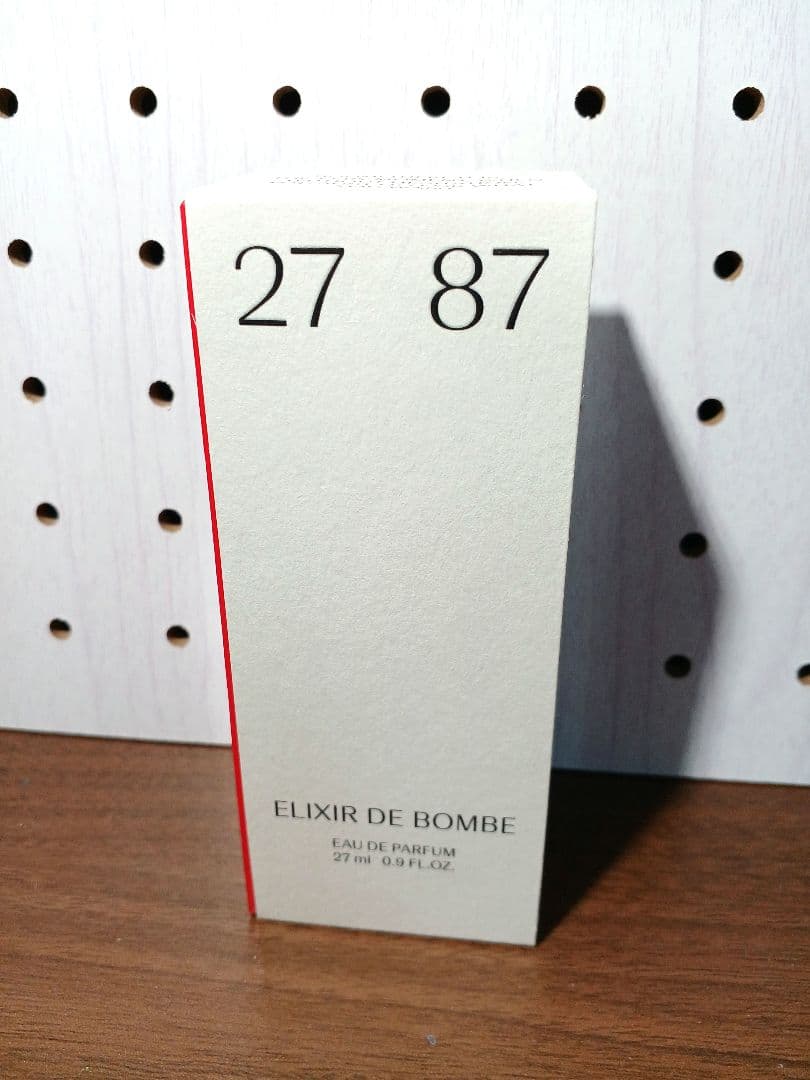 27 87
ELIXIR DE BOMBE
EAU DE PARFUM
27 ml 0.9 FL.OZ.